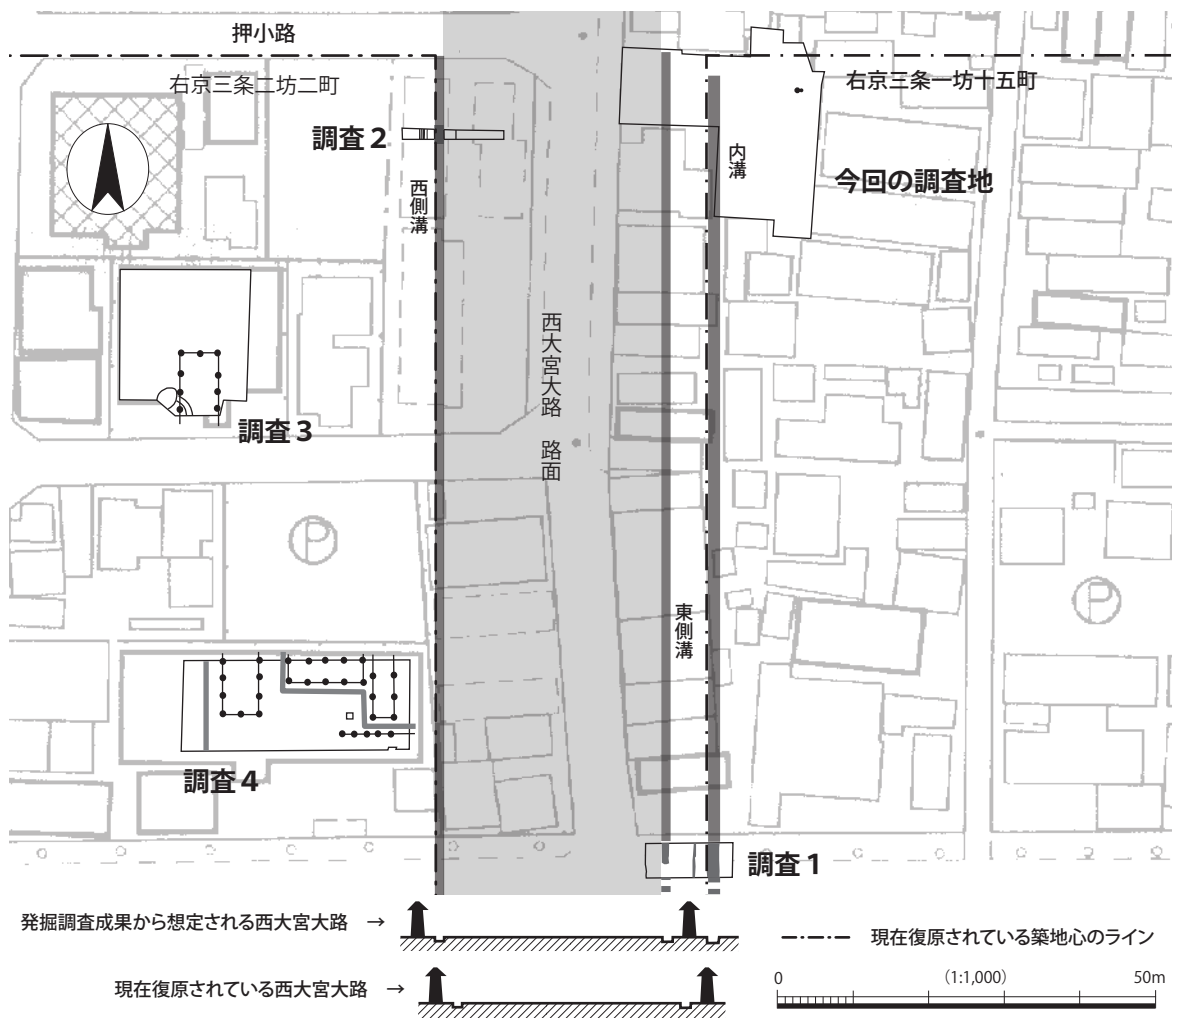 押小路
右京三条二坊二町
右京三条一坊十五町
調査２
内溝
今回の調査地
西側溝
西大宮大路　路面
調査３
P
P
東側溝
調査４
調査１
発掘調査成果から想定される西大宮大路　→
現在復原されている築地心のライン
現在復原されている西大宮大路　→
0　（1:1,000）　50m